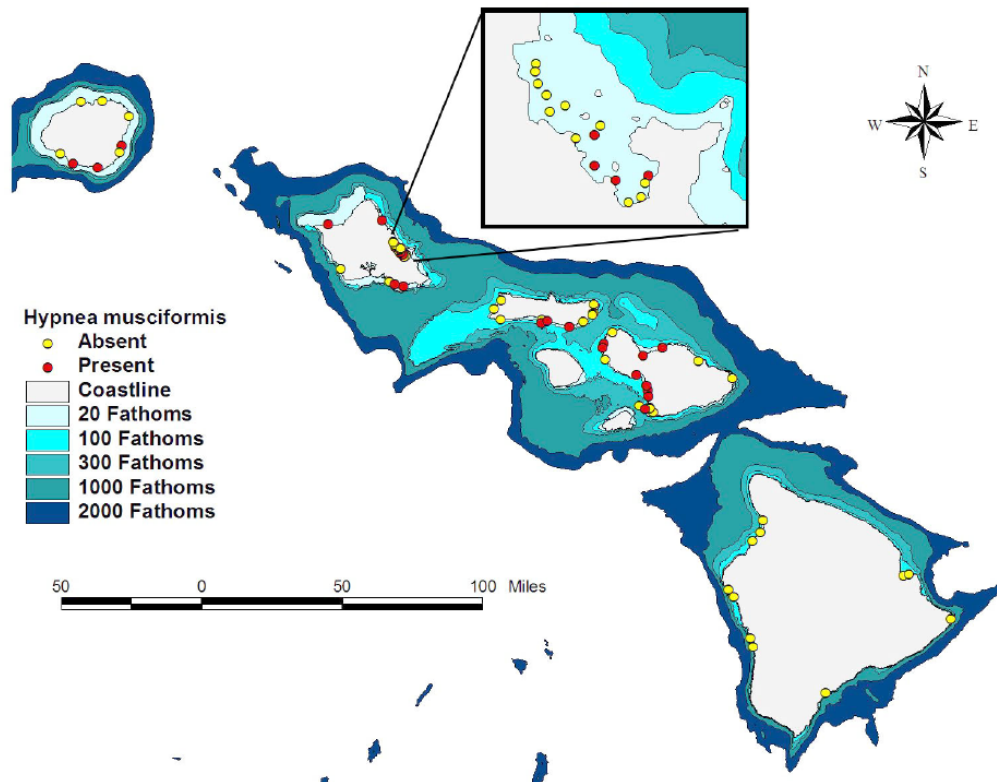 N
W E
S
Hypnea musciformis
Absent
Present
Coastline
20 Fathoms
100 Fathoms
300 Fathoms
1000 Fathoms
2000 Fathoms
50 0 50 100 Miles